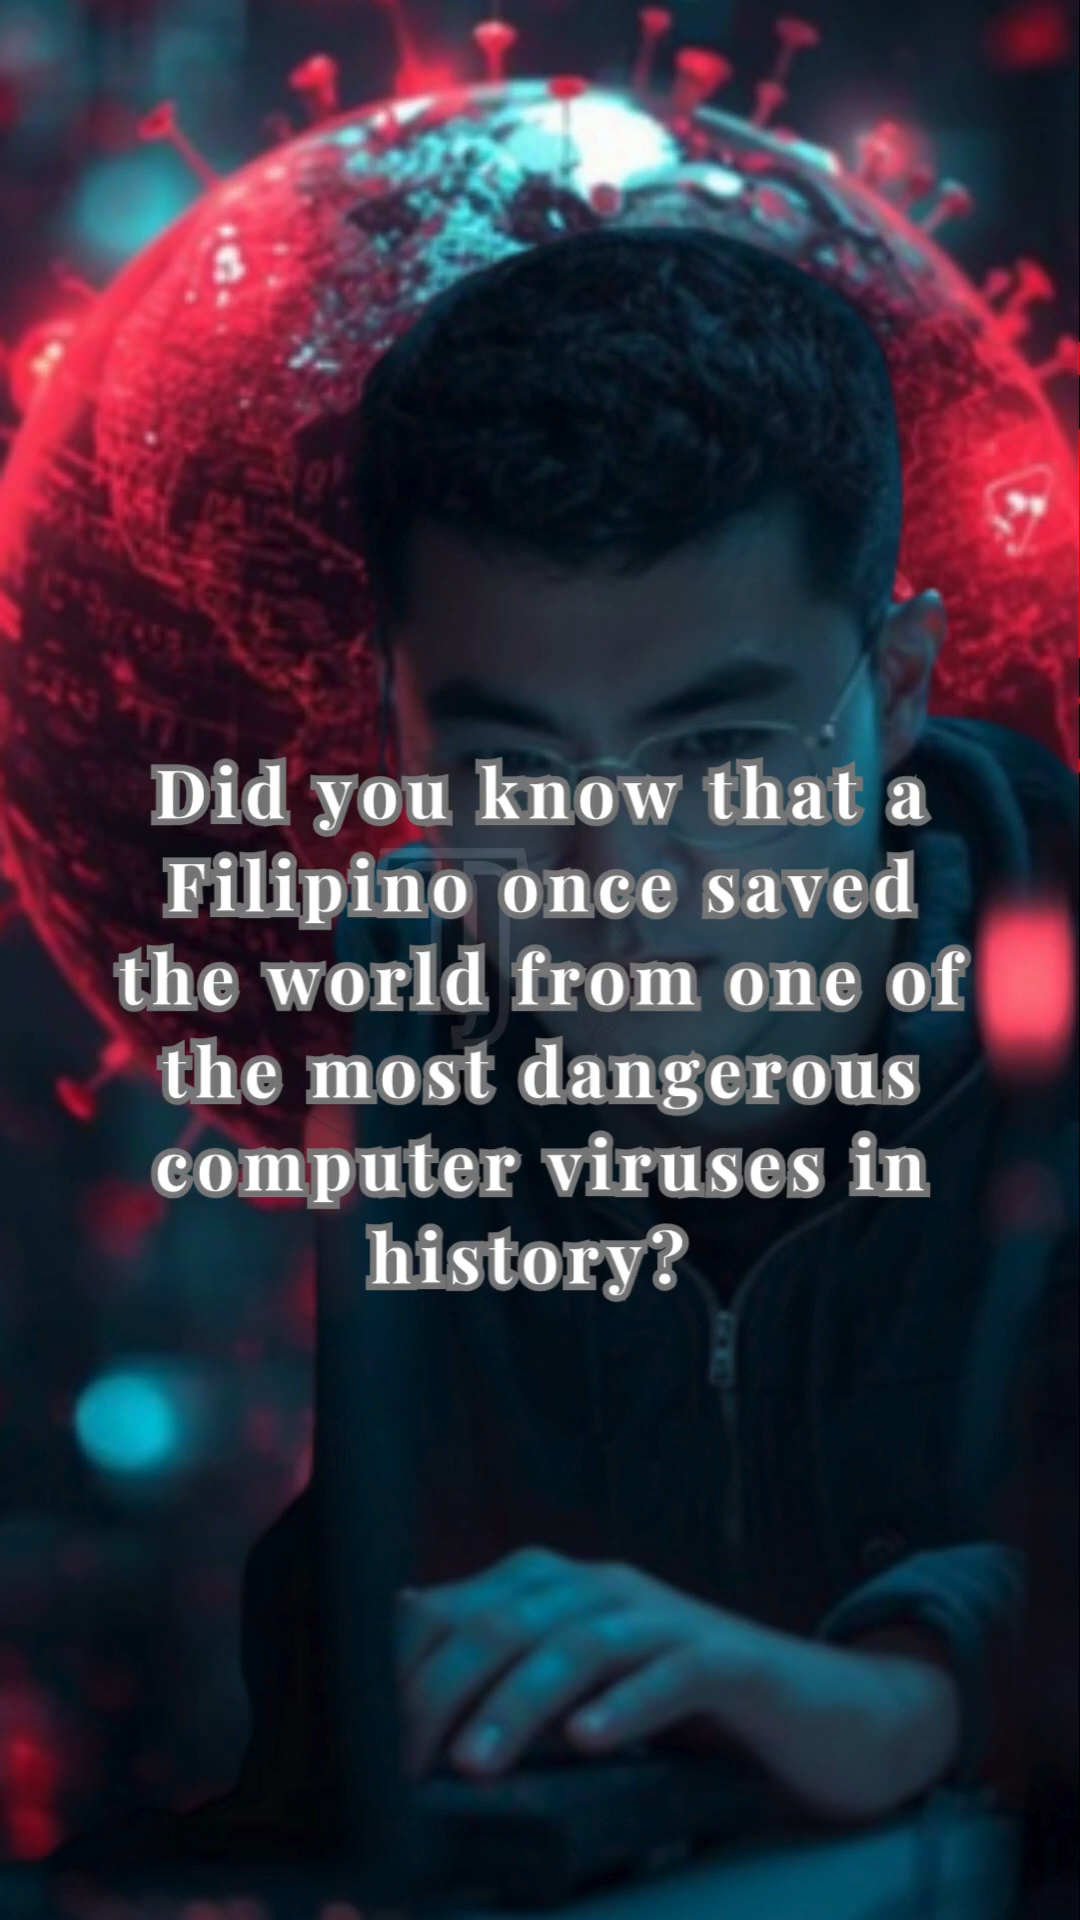 Did you know that a
Filipino once saved
the world from one of
the most dangerous
computer viruses in
history?